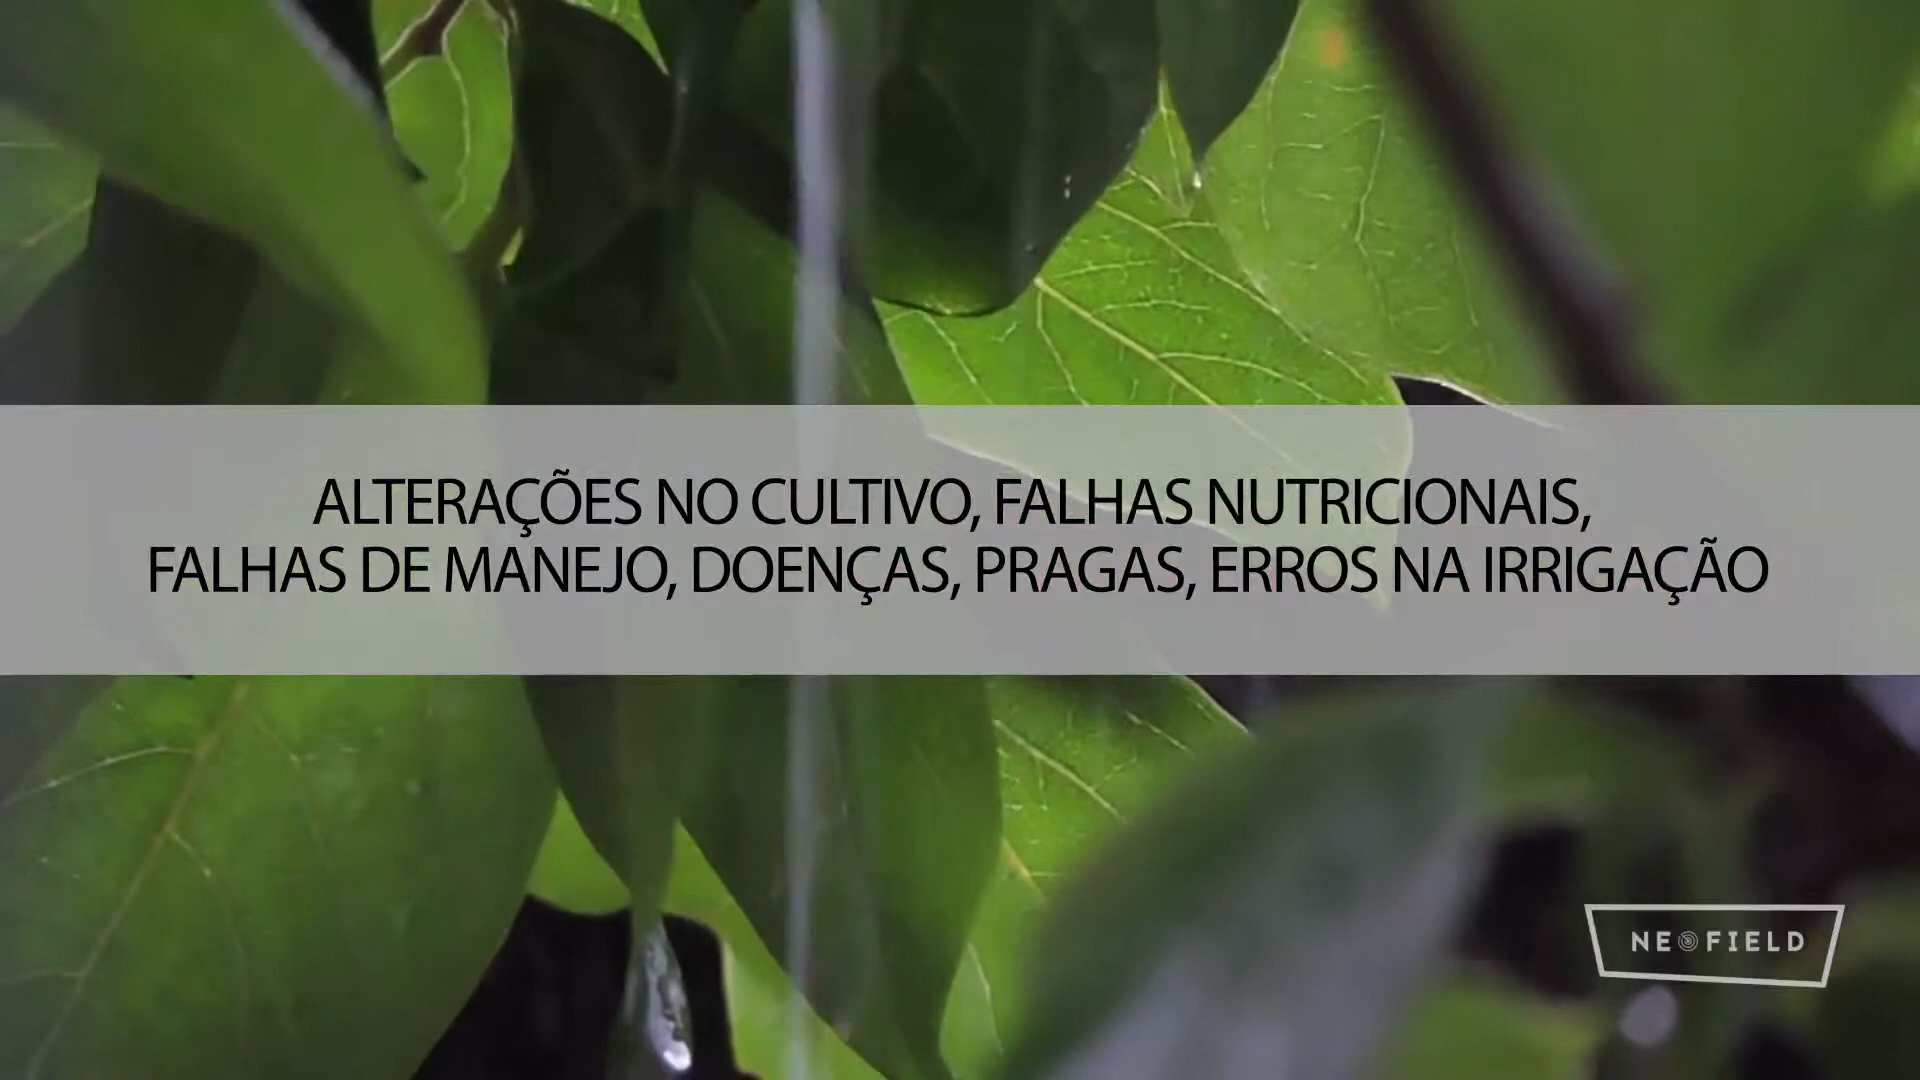 ALTERAÇÕES NO CULTIVO, FALHAS NUTRICIONAIS,
FALHAS DE MANEJO, DOENÇAS, PRAGAS, ERROS NA IRRIGAÇÃO
NEOFIELD